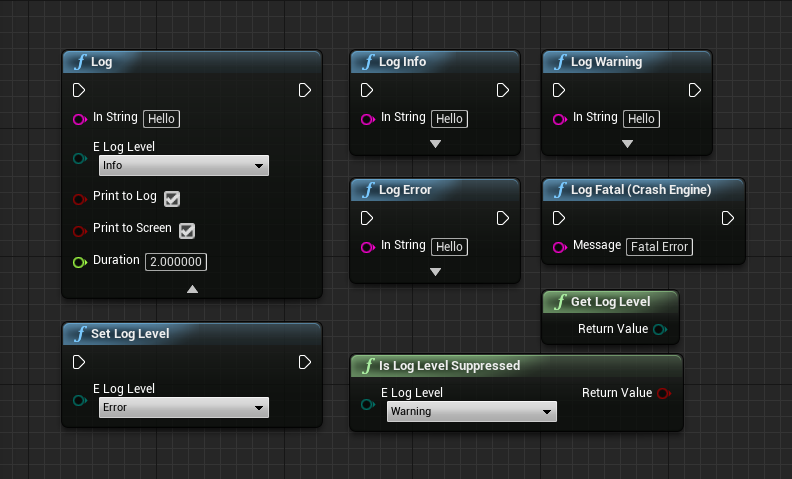 Log
In String Hello
E Log Level
Info
Print to Log
Print to Screen
Duration 2.000000
Log Info
In String Hello
Log Warning
In String Hello
Log Error
In String Hello
Log Fatal (Crash Engine)
Message Fatal Error
Get Log Level
Return Value
Set Log Level
E Log Level
Error
Is Log Level Suppressed
E Log Level Return Value
Warning